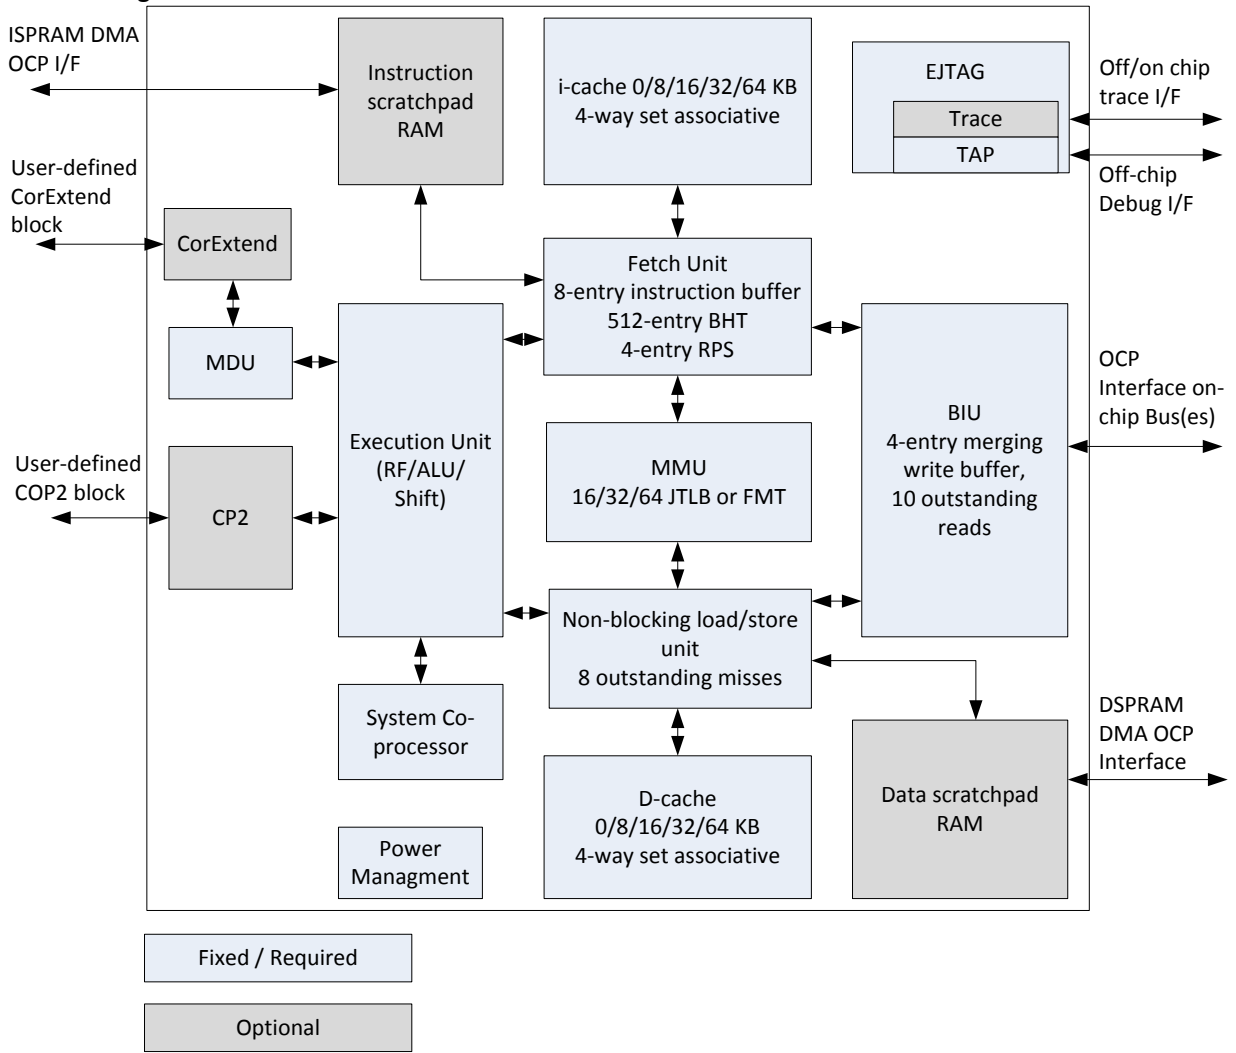 ISPRAM DMA
OCP I/F
Instruction
scratchpad
RAM
i-cache 0/8/16/32/64 KB
4-way set associative
EJTAG
Trace
TAP
Off/on chip
trace I/F
Off-chip
Debug I/F
User-defined
CorExtend
block
CorExtend
Fetch Unit
8-entry instruction buffer
512-entry BHT
4-entry RPS
MDU
Execution Unit
(RF/ALU/
Shift)
MMU
16/32/64 JTLB or FMT
BIU
4-entry merging
write buffer,
10 outstanding
reads
OCP
Interface on-
chip Bus(es)
User-defined
COP2 block
CP2
Non-blocking load/store
unit
8 outstanding misses
System Co-
processor
DSPRAM
DMA OCP
Interface
D-cache
0/8/16/32/64 KB
4-way set associative
Data scratchpad
RAM
Power
Managment
Fixed / Required
Optional